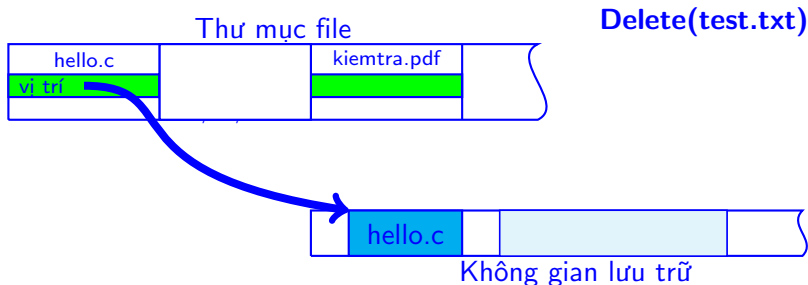 Delete(test.txt)
Thư mục file
hello.c
kiemtra.pdf
vị trí
hello.c
Không gian lưu trữ